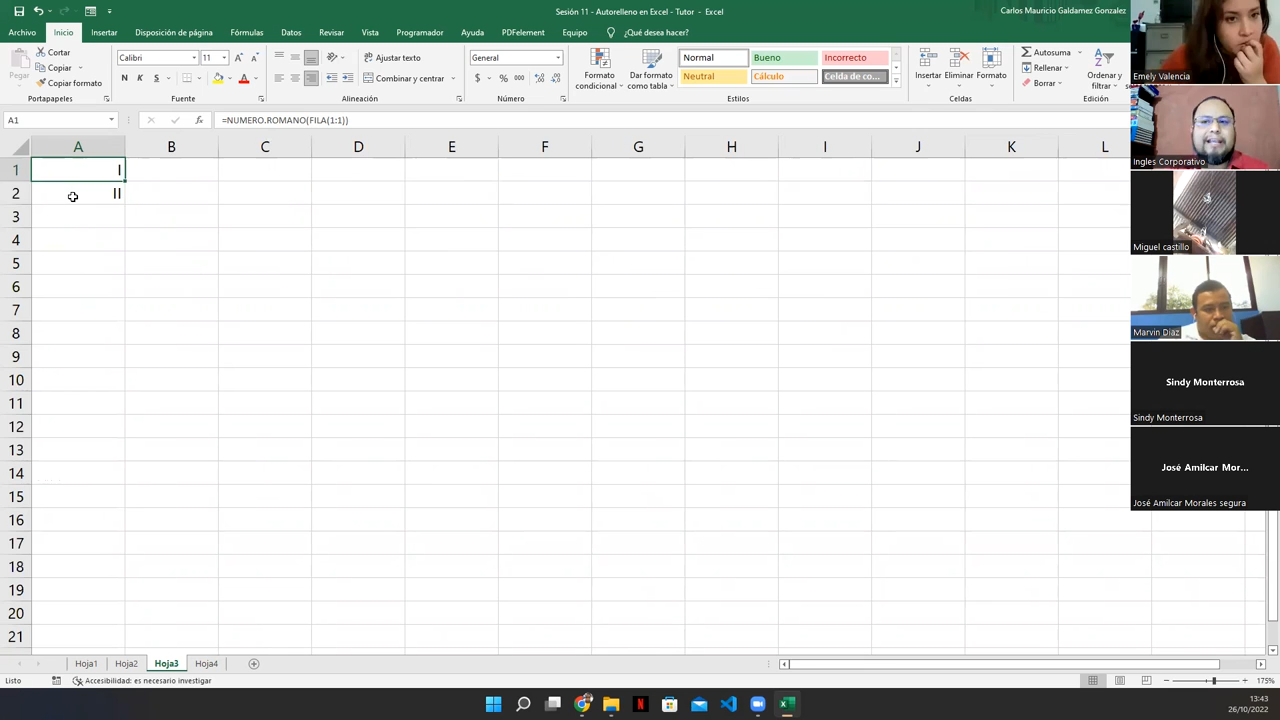 Sesión 11 - Autorelleno en Excel - Tutor - Excel
Carlos Mauricio Galdamez Gonzalez
Archivo Inicio Insertar Disposición de página Fórmulas Datos Revisar Vista Programador Ayuda PDFelement Equipo ¿Qué desea hacer?
Cortar
Copiar
Copiar formato
Portapapeles
Calibri 11
N K S
Fuente
Ajustar texto
Combinar y centrar
Alineación
General
$ % 000
Número
Formato condicional
Dar formato como tabla
Normal Bueno Incorrecto
Neutral Cálculo Celda de co...
Estilos
Insertar Eliminar Formato
Celdas
Autosuma
Rellenar
Borrar
Ordenar y filtrar
Edición
A1 fx =NUMERO.ROMANO(FILA(1:1))
A B C D E F G H I J K L
1 I
2 II
3
4
5
6
7
8
9
10
11
12
13
14
15
16
17
18
19
20
21
Emely Valencia
Ingles Corporativo
Miguel castillo
Marvin Diaz
Sindy Monterrosa
Sindy Monterrosa
José Amilcar Mor...
José Amilcar Morales segura
Hoja1 Hoja2 Hoja3 Hoja4
Listo Accesibilidad: es necesario investigar 175%
13:43
26/10/2022